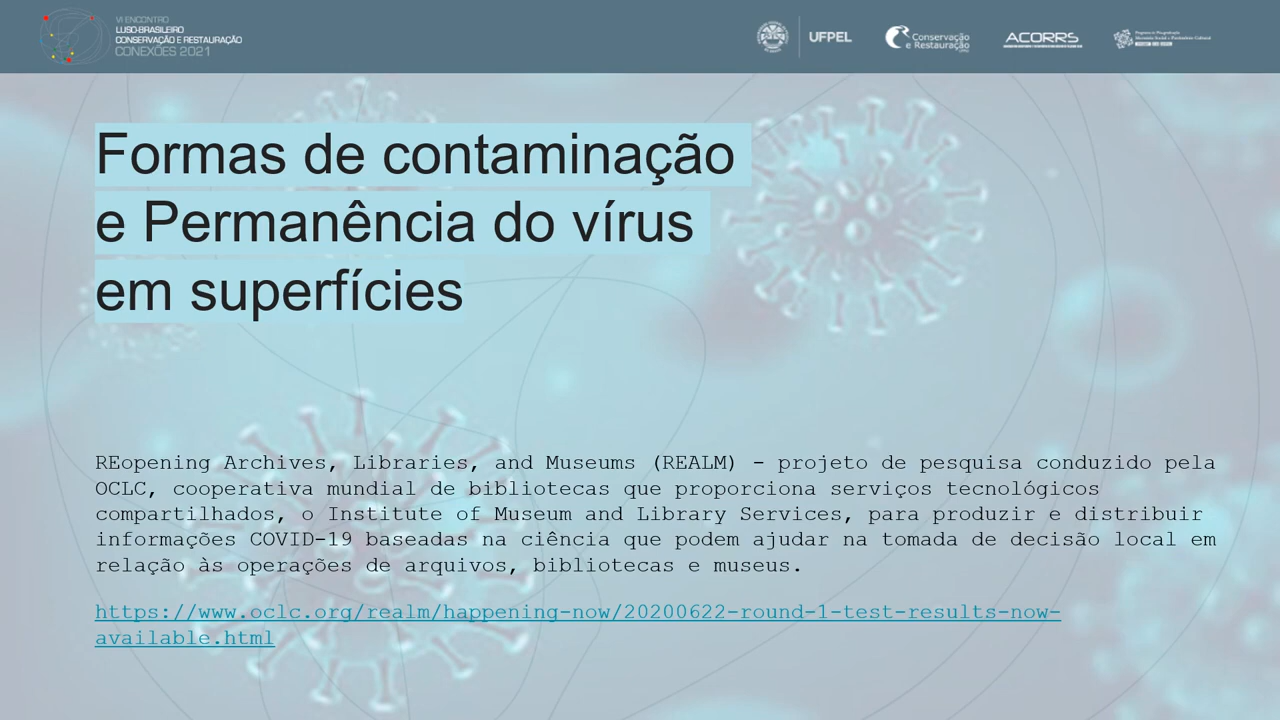 VI ENCONTRO
LUSO-BRASILEIRO
CONSERVAÇÃO E RESTAURAÇÃO
CONEXÕES 2021
UFPEL
Conservação
e Restauração
ACORRS
Formas de contaminação
e Permanência do vírus
em superfícies
REopening Archives, Libraries, and Museums (REALM) - projeto de pesquisa conduzido pela
OCLC, cooperativa mundial de bibliotecas que proporciona serviços tecnológicos
compartilhados, o Institute of Museum and Library Services, para produzir e distribuir
informações COVID-19 baseadas na ciência que podem ajudar na tomada de decisão local em
relação às operações de arquivos, bibliotecas e museus.
https://www.oclc.org/realm/happening-now/20200622-round-1-test-results-now-
available.html